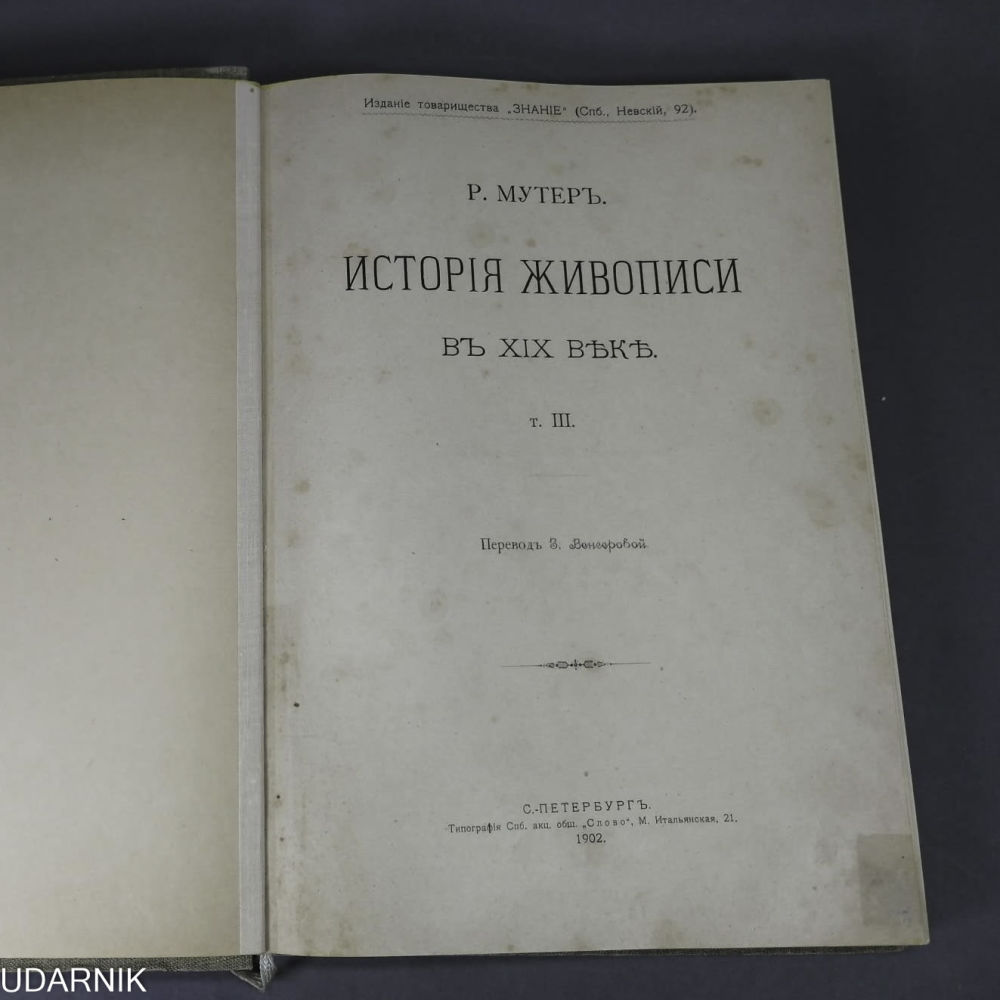 Изданіе товарищества „ЗНАНІЕ“ (Спб., Невскій, 92).
Р. МУТЕРЪ.
ИСТОРІЯ ЖИВОПИСИ
ВЪ XIX ВѢКѢ.
т. III.
Переводъ З. Венгеровой
С.-ПЕТЕРБУРГЪ.
Типографія Спб. акц. общ. „Слово“, М. Итальянская, 21.
1902.
UDARNIK